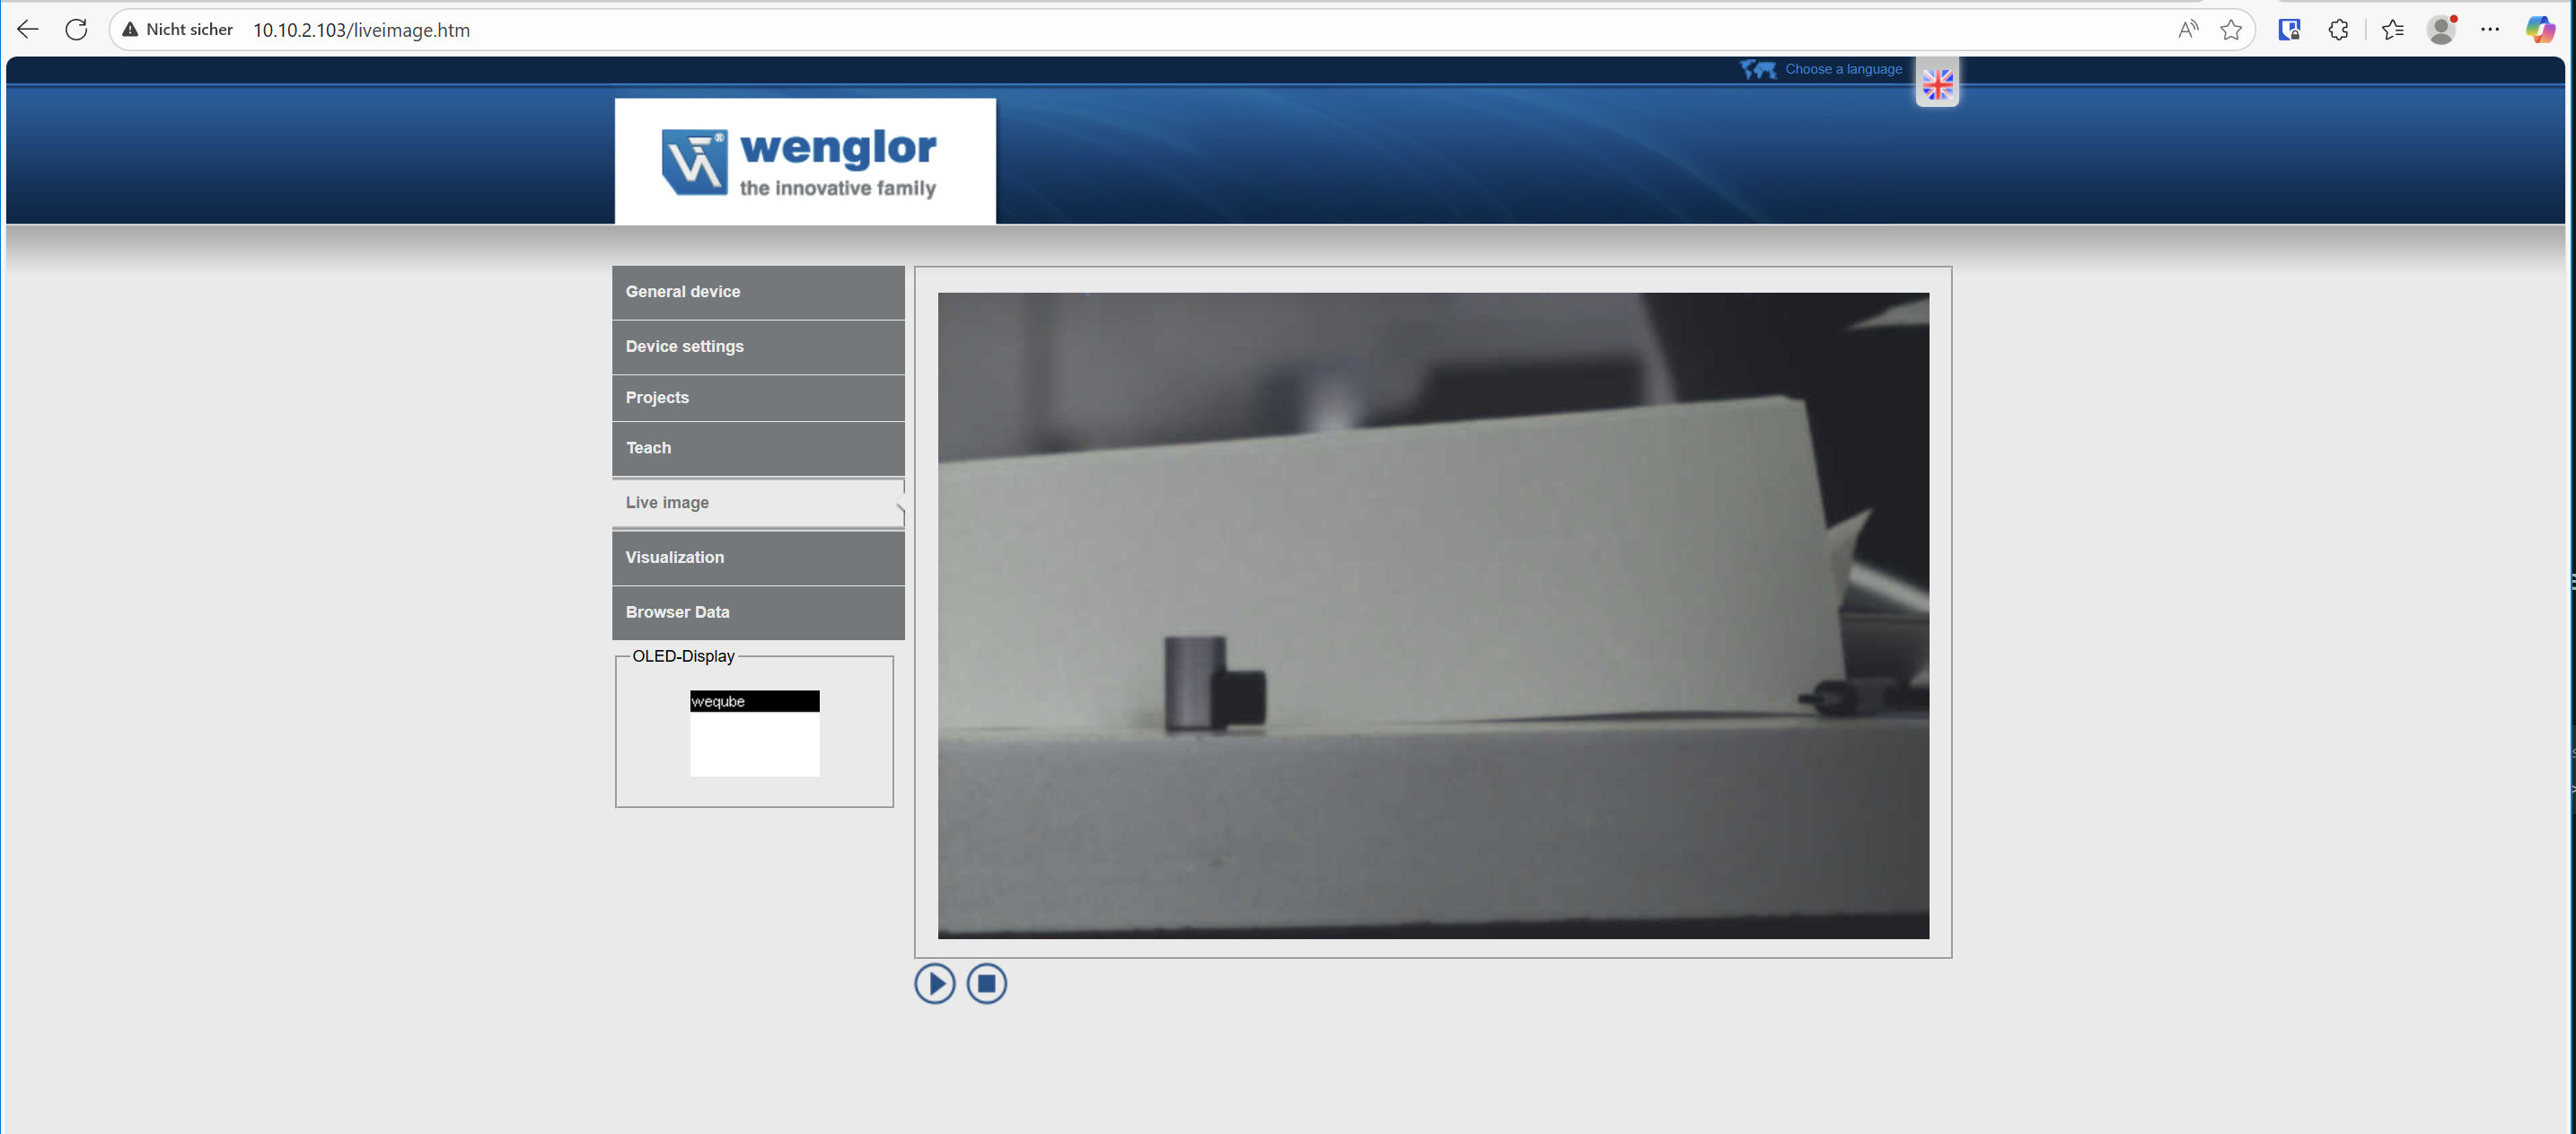 Nicht sicher 10.10.2.103/liveimage.htm
Choose a language
wenglor
the innovative family
General device
Device settings
Projects
Teach
Live image
Visualization
Browser Data
OLED-Display
weqube